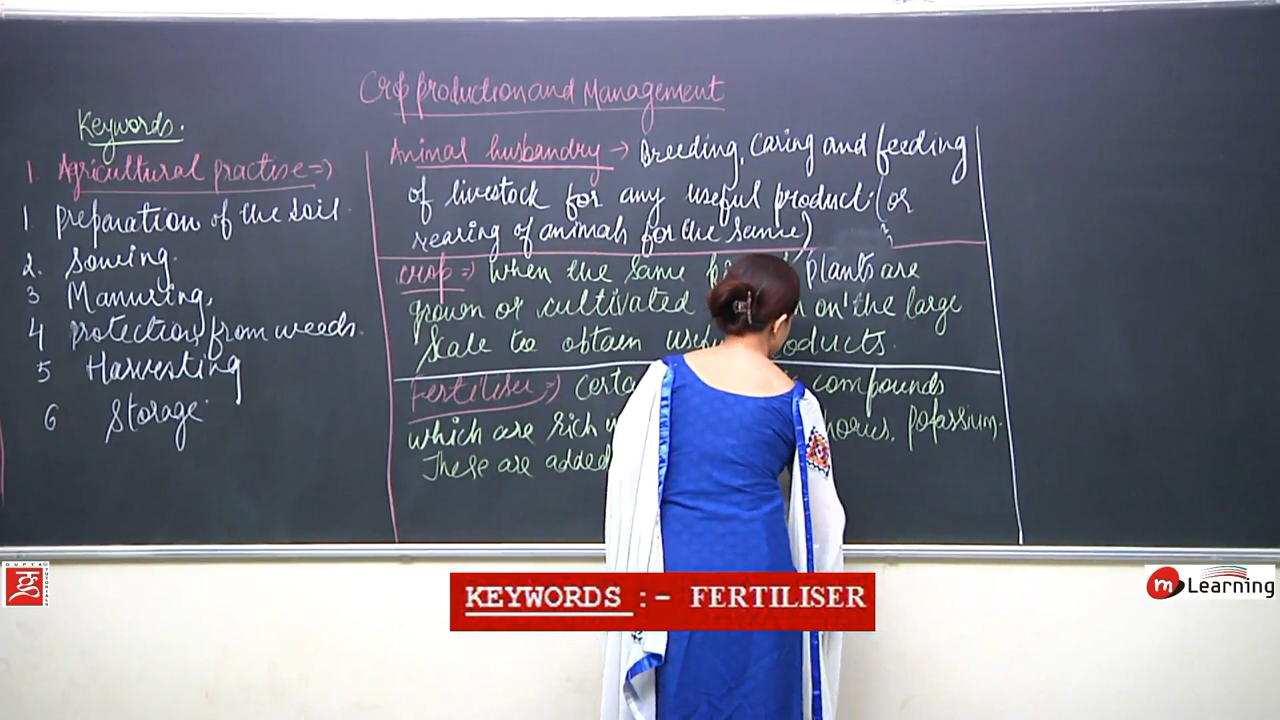 Crop production and Management
Keywords.
1. Agricultural practise =>
1 preparation of the soil.
2. Sowing.
3 Manuring,
4 protection from weeds.
5 Harvesting
6 Storage.
Animal husbandry → Breeding, Caring and feeding
of livestock for any useful product. (or
rearing of animals for the same)
Crop => when the same plants are
grown or cultivated on the large
scale to obtain
Fertiliser => compounds
which are rich potassium.
These are added
GUPTA TUTORIALS
KEYWORDS :- FERTILISER
m Learning